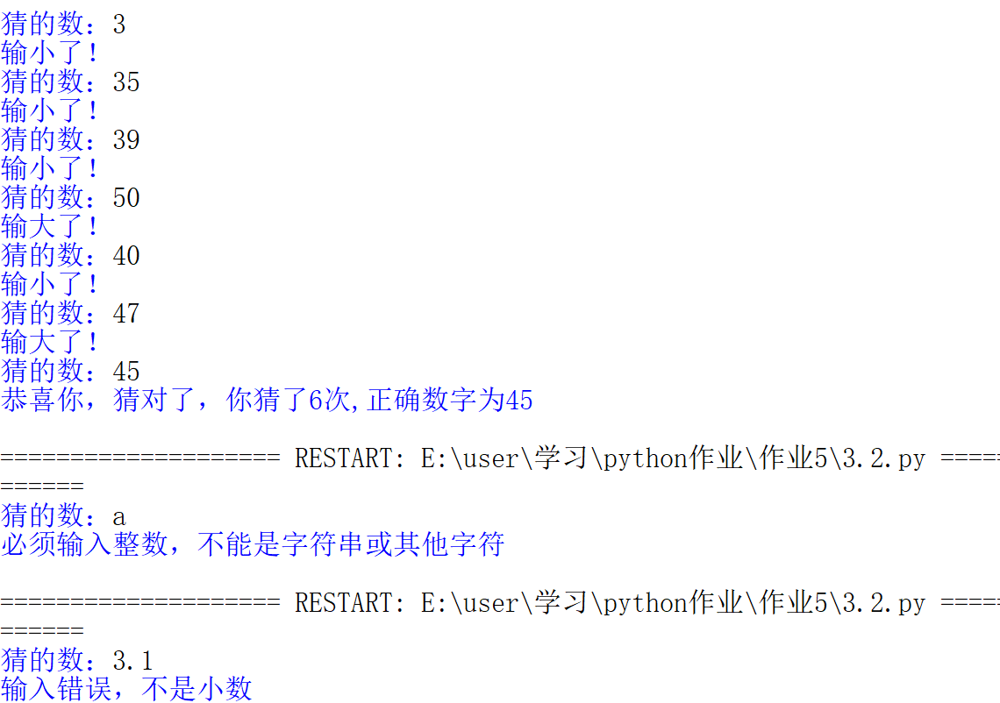 猜的数：3
输小了！
猜的数：35
输小了！
猜的数：39
输小了！
猜的数：50
输大了！
猜的数：40
输小了！
猜的数：47
输大了！
猜的数：45
恭喜你，猜对了，你猜了6次,正确数字为45
==================== RESTART: E:\user\学习\python作业\作业5\3.2.py =====
======
猜的数：a
必须输入整数，不能是字符串或其他字符
==================== RESTART: E:\user\学习\python作业\作业5\3.2.py =====
======
猜的数：3.1
输入错误，不是小数